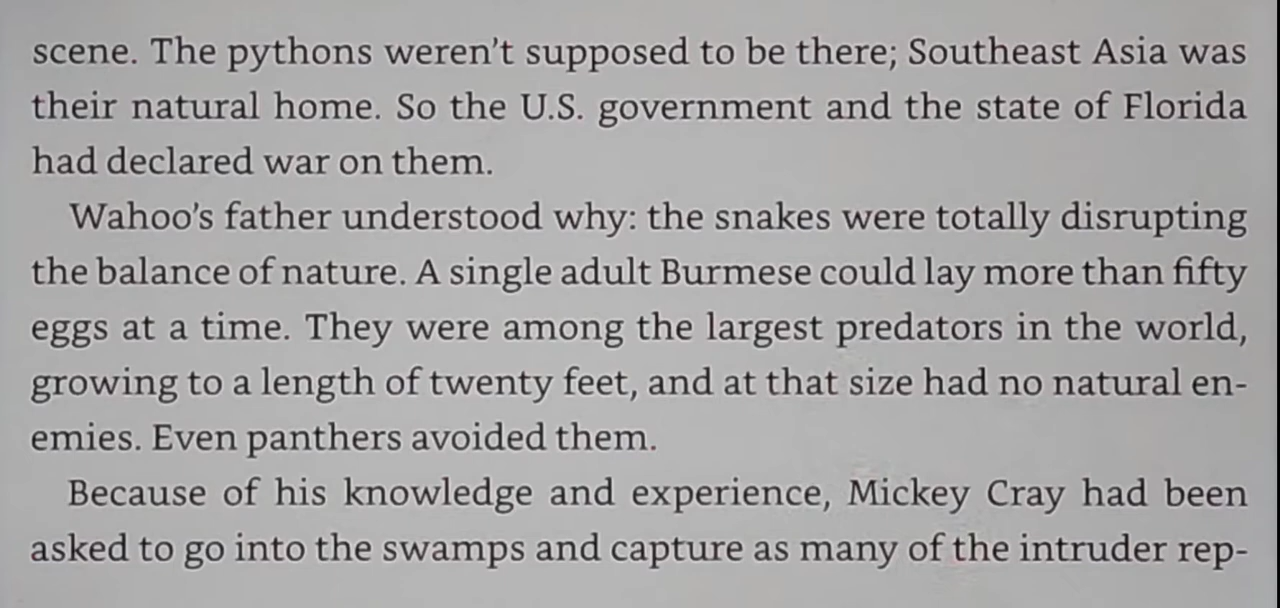 scene. The pythons weren’t supposed to be there; Southeast Asia was
their natural home. So the U.S. government and the state of Florida
had declared war on them.
Wahoo’s father understood why: the snakes were totally disrupting
the balance of nature. A single adult Burmese could lay more than fifty
eggs at a time. They were among the largest predators in the world,
growing to a length of twenty feet, and at that size had no natural en-
emies. Even panthers avoided them.
Because of his knowledge and experience, Mickey Cray had been
asked to go into the swamps and capture as many of the intruder rep-